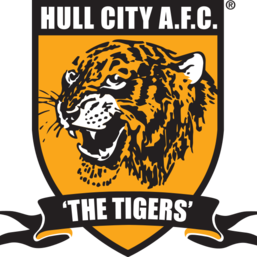 HULL CITY A.F.C.
®
‘THE TIGERS’